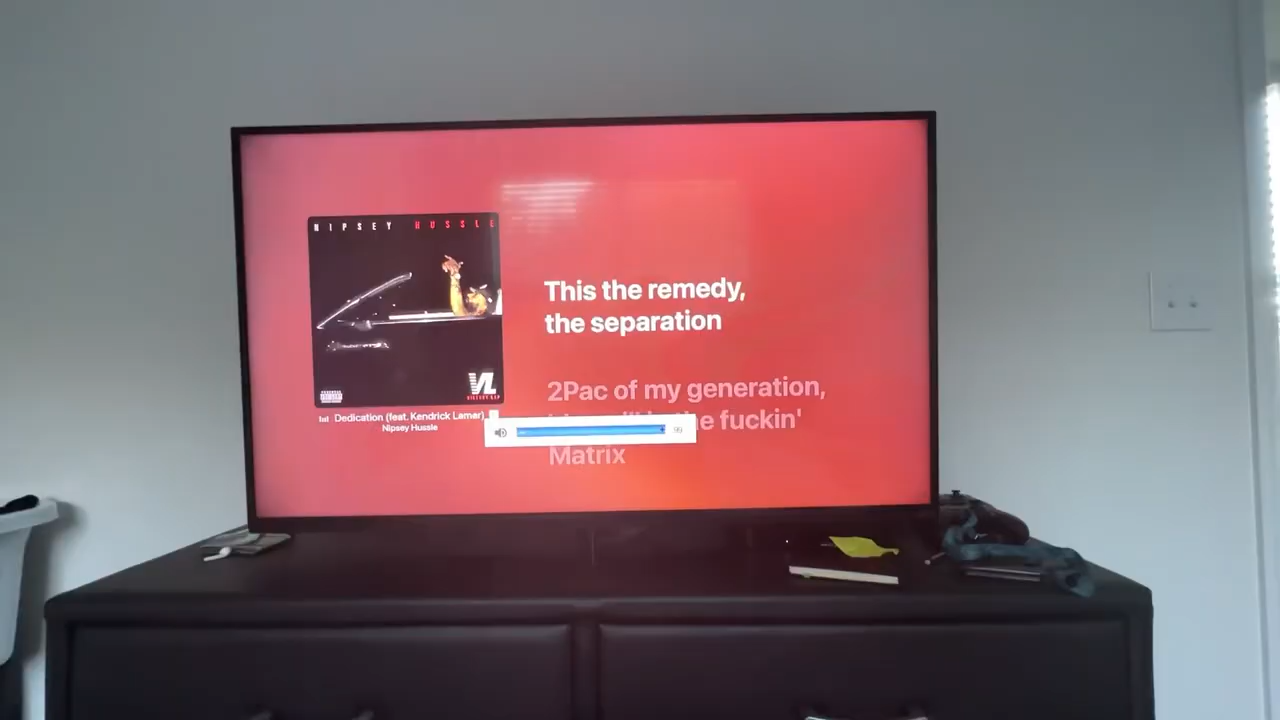 NIPSEY HUSSLE
VL
Dedication (feat. Kendrick Lamar)
Nipsey Hussle
This the remedy,
the separation
2Pac of my generation,
fuckin'
Matrix
99